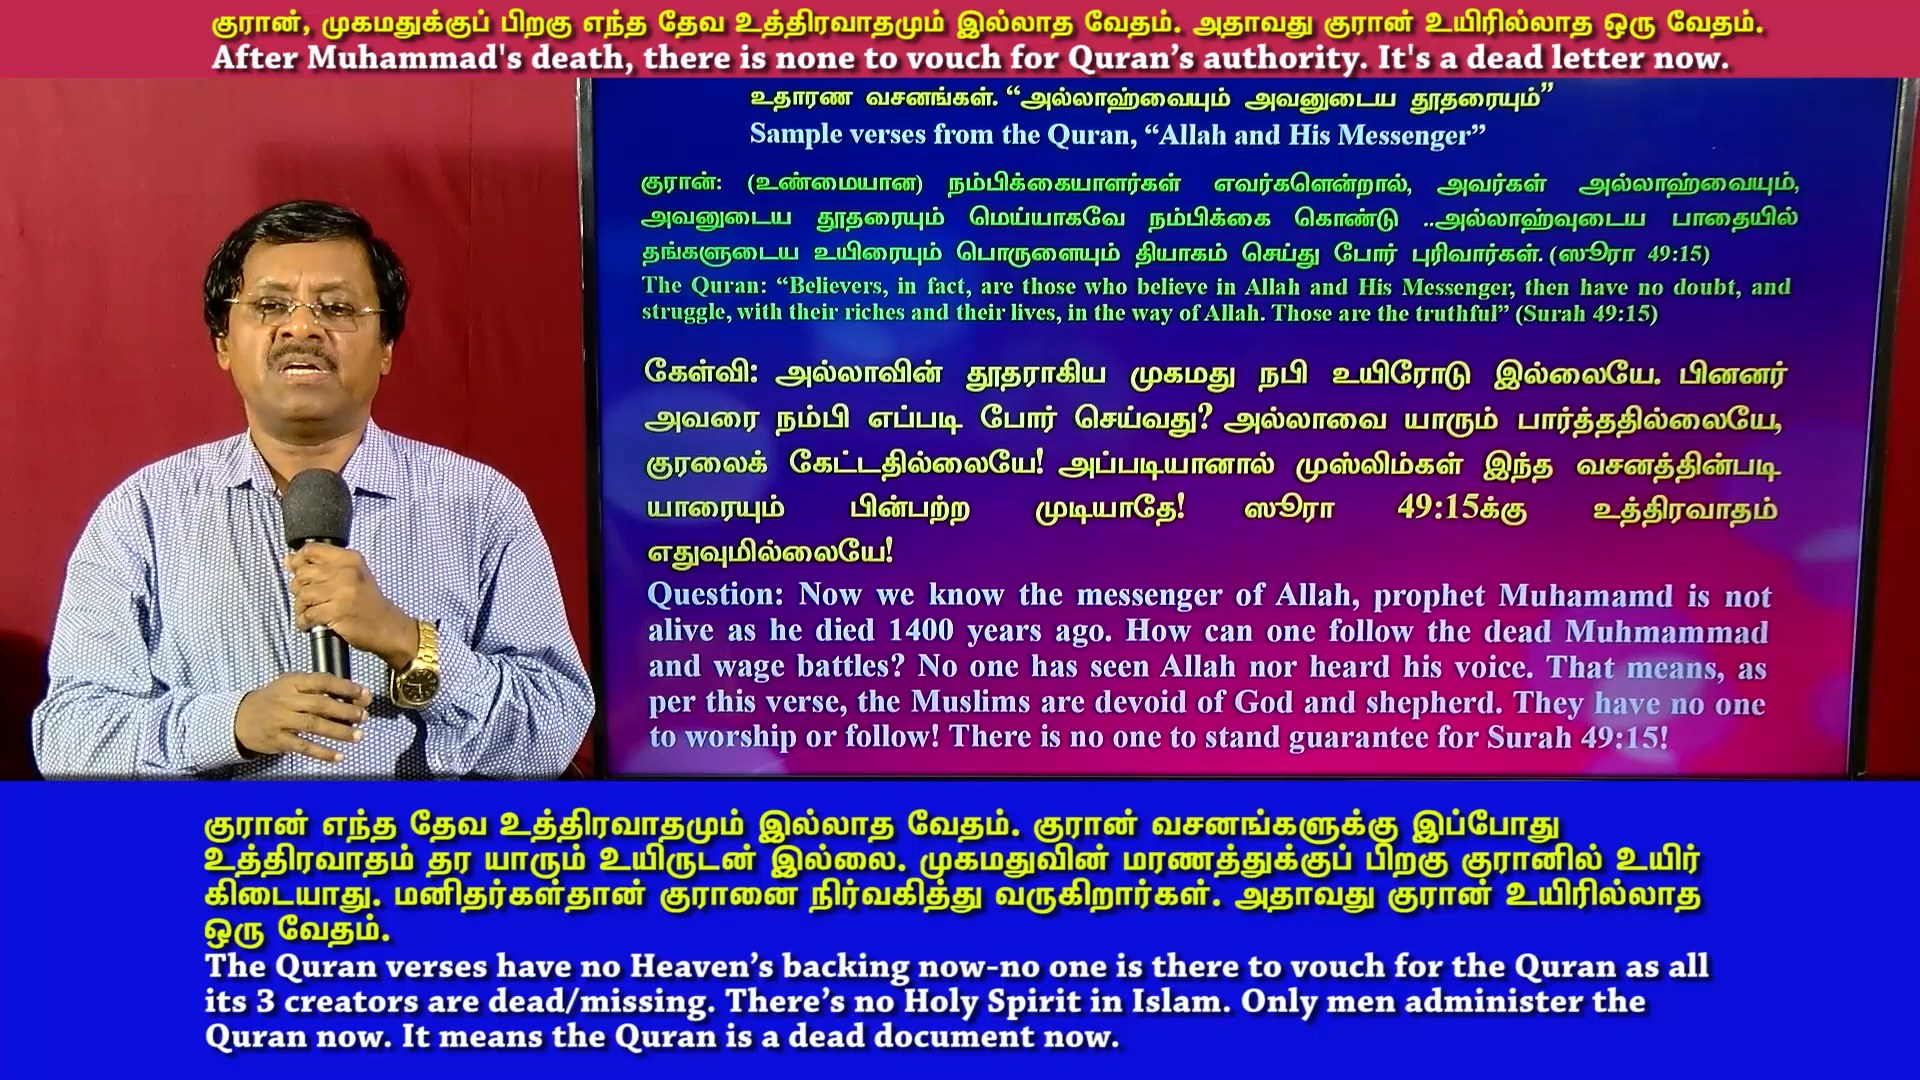 குரான், முகமதுக்குப் பிறகு எந்த தேவ உத்திரவாதமும் இல்லாத வேதம். அதாவது குரான் உயிரில்லாத ஒரு வேதம்.
After Muhammad's death, there is none to vouch for Quran’s authority. It's a dead letter now.
உதாரண வசனங்கள். “அல்லாஹ்வையும் அவனுடைய தூதரையும்”
Sample verses from the Quran, “Allah and His Messenger”
குரான்: (உண்மையான) நம்பிக்கையாளர்கள் எவர்களென்றால், அவர்கள் அல்லாஹ்வையும்,
அவனுடைய தூதரையும் மெய்யாகவே நம்பிக்கை கொண்டு ..அல்லாஹ்வுடைய பாதையில்
தங்களுடைய உயிரையும் பொருளையும் தியாகம் செய்து போர் புரிவார்கள். (ஸூரா 49:15)
The Quran: “Believers, in fact, are those who believe in Allah and His Messenger, then have no doubt, and
struggle, with their riches and their lives, in the way of Allah. Those are the truthful” (Surah 49:15)
கேள்வி: அல்லாவின் தூதராகிய முகமது நபி உயிரோடு இல்லையே. பினனர்
அவரை நம்பி எப்படி போர் செய்வது? அல்லாவை யாரும் பார்த்ததில்லையே,
குரலைக் கேட்டதில்லையே! அப்படியானால் முஸ்லிம்கள் இந்த வசனத்தின்படி
யாரையும் பின்பற்ற முடியாதே! ஸூரா 49:15க்கு உத்திரவாதம்
எதுவுமில்லையே!
Question: Now we know the messenger of Allah, prophet Muhamamd is not
alive as he died 1400 years ago. How can one follow the dead Muhmammad
and wage battles? No one has seen Allah nor heard his voice. That means, as
per this verse, the Muslims are devoid of God and shepherd. They have no one
to worship or follow! There is no one to stand guarantee for Surah 49:15!
குரான் எந்த தேவ உத்திரவாதமும் இல்லாத வேதம். குரான் வசனங்களுக்கு இப்போது
உத்திரவாதம் தர யாரும் உயிருடன் இல்லை. முகமதுவின் மரணத்துக்குப் பிறகு குரானில் உயிர்
கிடையாது. மனிதர்கள்தான் குரானை நிர்வகித்து வருகிறார்கள். அதாவது குரான் உயிரில்லாத
ஒரு வேதம்.
The Quran verses have no Heaven’s backing now-no one is there to vouch for the Quran as all
its 3 creators are dead/missing. There’s no Holy Spirit in Islam. Only men administer the
Quran now. It means the Quran is a dead document now.